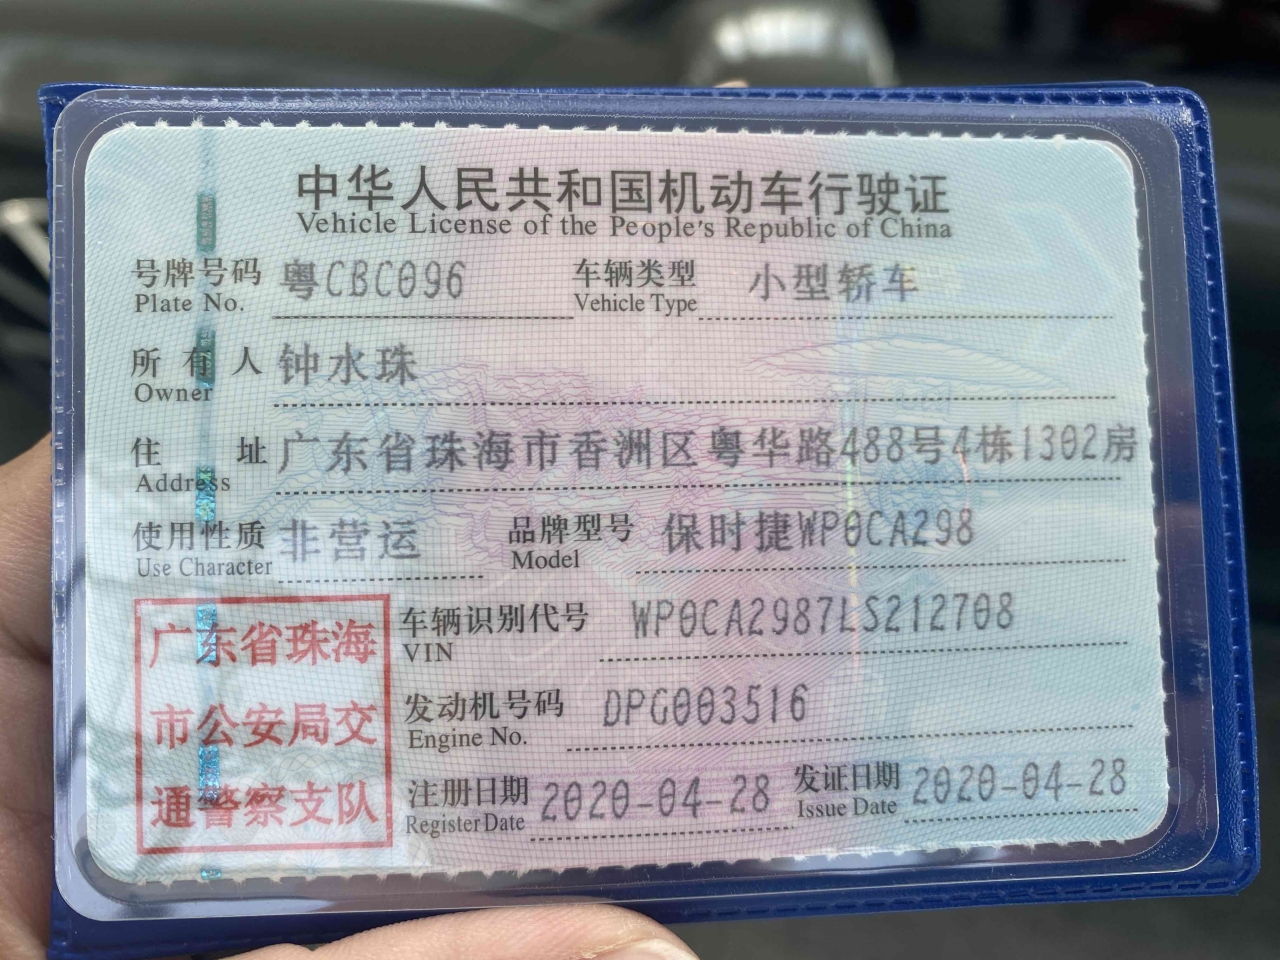 中华人民共和国机动车行驶证
Vehicle License of the People's Republic of China
号牌号码 粤CBC096 车辆类型 小型轿车
Plate No. Vehicle Type
所有人 钟水珠
Owner
住址 广东省珠海市香洲区粤华路488号4栋1302房
Address
使用性质 非营运 品牌型号 保时捷WP0CA298
Use Character Model
车辆识别代号 WP0CA2987LS212708
VIN
发动机号码 DPG003516
Engine No.
注册日期 2020-04-28 发证日期 2020-04-28
Register Date Issue Date
广东省珠海
市公安局交
通警察支队